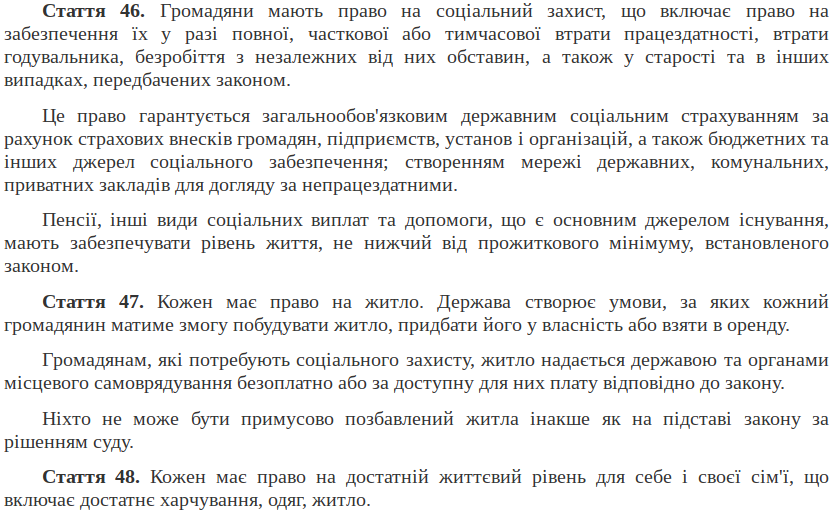 Стаття 46. Громадяни мають право на соціальний захист, що включає право на
забезпечення їх у разі повної, часткової або тимчасової втрати працездатності, втрати
годувальника, безробіття з незалежних від них обставин, а також у старості та в інших
випадках, передбачених законом.
Це право гарантується загальнообов'язковим державним соціальним страхуванням за
рахунок страхових внесків громадян, підприємств, установ і організацій, а також бюджетних та
інших джерел соціального забезпечення; створенням мережі державних, комунальних,
приватних закладів для догляду за непрацездатними.
Пенсії, інші види соціальних виплат та допомоги, що є основним джерелом існування,
мають забезпечувати рівень життя, не нижчий від прожиткового мінімуму, встановленого
законом.
Стаття 47. Кожен має право на житло. Держава створює умови, за яких кожний
громадянин матиме змогу побудувати житло, придбати його у власність або взяти в оренду.
Громадянам, які потребують соціального захисту, житло надається державою та органами
місцевого самоврядування безоплатно або за доступну для них плату відповідно до закону.
Ніхто не може бути примусово позбавлений житла інакше як на підставі закону за
рішенням суду.
Стаття 48. Кожен має право на достатній життєвий рівень для себе і своєї сім'ї, що
включає достатнє харчування, одяг, житло.